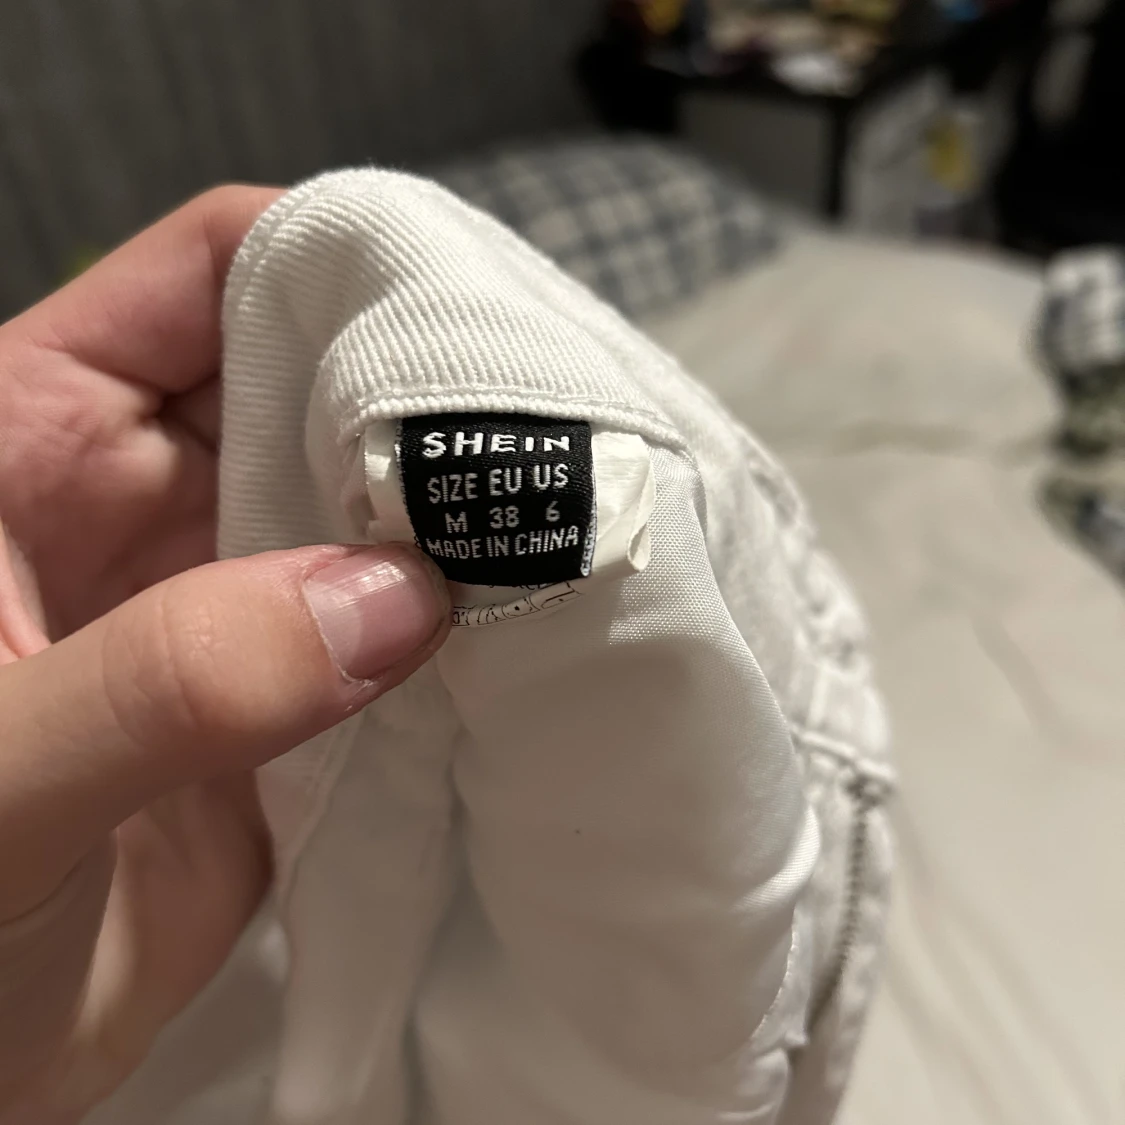 SHEIN
SIZE EU US
M 38 6
MADE IN CHINA